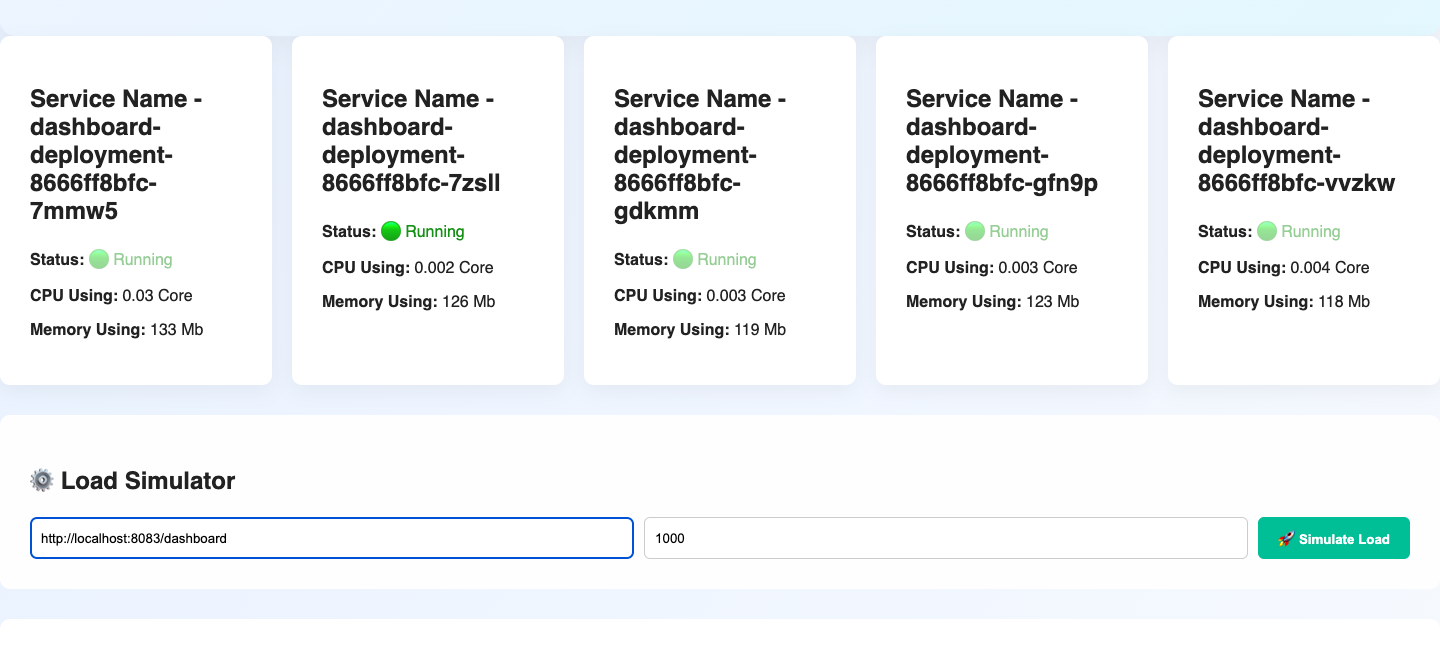 Service Name -
dashboard-
deployment-
8666ff8bfc-
7mmw5
Status: Running
CPU Using: 0.03 Core
Memory Using: 133 Mb
Service Name -
dashboard-
deployment-
8666ff8bfc-7zsll
Status: Running
CPU Using: 0.002 Core
Memory Using: 126 Mb
Service Name -
dashboard-
deployment-
8666ff8bfc-
gdkmm
Status: Running
CPU Using: 0.003 Core
Memory Using: 119 Mb
Service Name -
dashboard-
deployment-
8666ff8bfc-gfn9p
Status: Running
CPU Using: 0.003 Core
Memory Using: 123 Mb
Service Name -
dashboard-
deployment-
8666ff8bfc-vvzkw
Status: Running
CPU Using: 0.004 Core
Memory Using: 118 Mb
Load Simulator
http://localhost:8083/dashboard
1000
Simulate Load